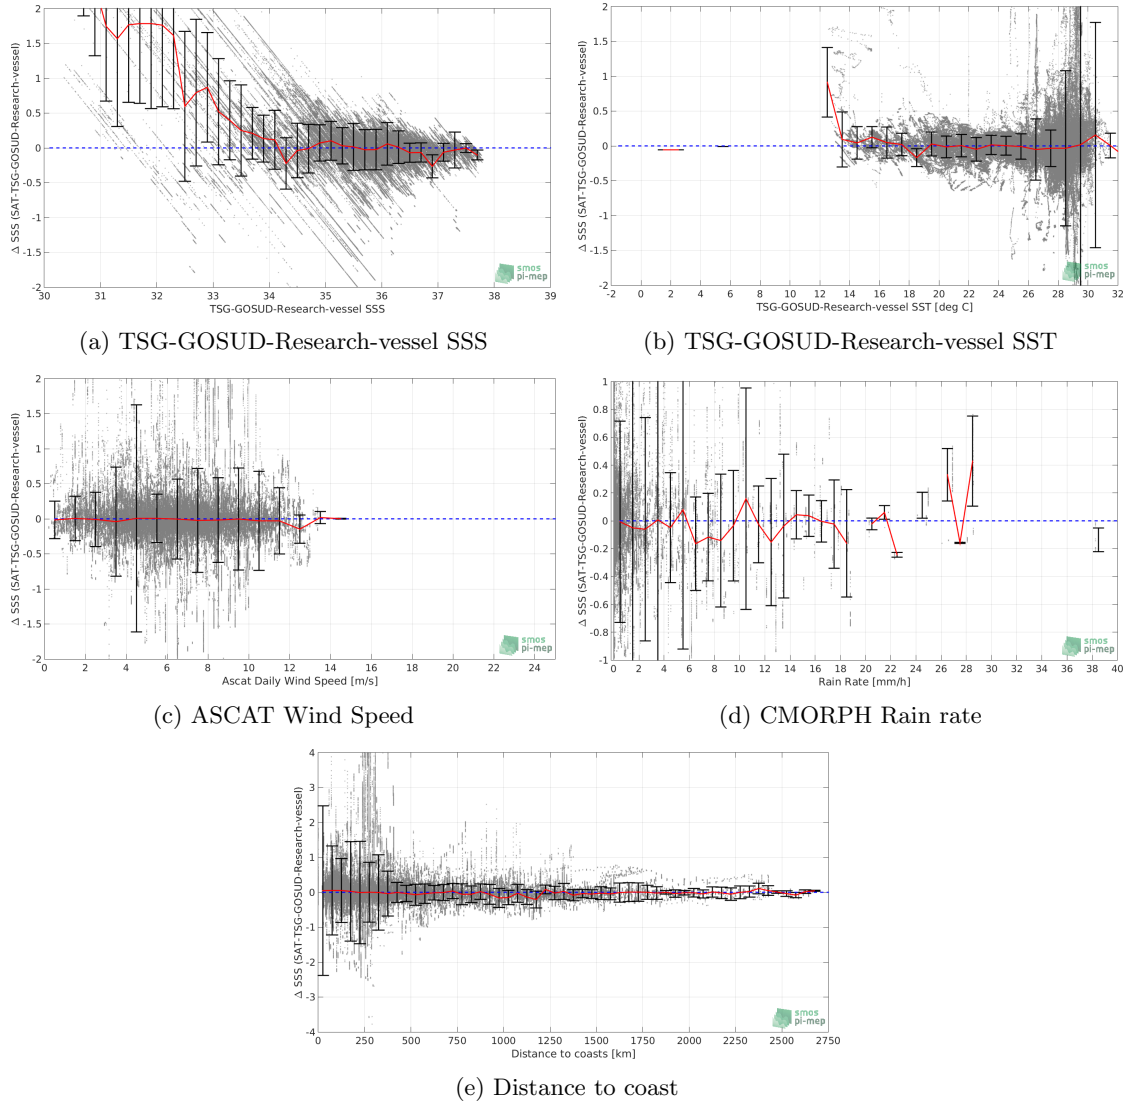 Δ SSS (SAT-TSG-GOSUD-Research-vessel)
2
1.5
1
0.5
0
-0.5
-1
-1.5
-2
30 31 32 33 34 35 36 37 38 39
TSG-GOSUD-Research-vessel SSS
smos
pi-mep
(a) TSG-GOSUD-Research-vessel SSS
Δ SSS (SAT-TSG-GOSUD-Research-vessel)
2
1.5
1
0.5
0
-0.5
-1
-1.5
-2
-2 0 2 4 6 8 10 12 14 16 18 20 22 24 26 28 30 32
TSG-GOSUD-Research-vessel SST [deg C]
smos
pi-mep
(b) TSG-GOSUD-Research-vessel SST
Δ SSS (SAT-TSG-GOSUD-Research-vessel)
2
1.5
1
0.5
0
-0.5
-1
-1.5
-2
0 2 4 6 8 10 12 14 16 18 20 22 24
Ascat Daily Wind Speed [m/s]
smos
pi-mep
(c) ASCAT Wind Speed
Δ SSS (SAT-TSG-GOSUD-Research-vessel)
1
0.8
0.6
0.4
0.2
0
-0.2
-0.4
-0.6
-0.8
-1
0 2 4 6 8 10 12 14 16 18 20 22 24 26 28 30 32 34 36 38 40
Rain Rate [mm/h]
smos
pi-mep
(d) CMORPH Rain rate
Δ SSS (SAT-TSG-GOSUD-Research-vessel)
4
3
2
1
0
-1
-2
-3
-4
0 250 500 750 1000 1250 1500 1750 2000 2250 2500 2750
Distance to coasts [km]
smos
pi-mep
(e) Distance to coast